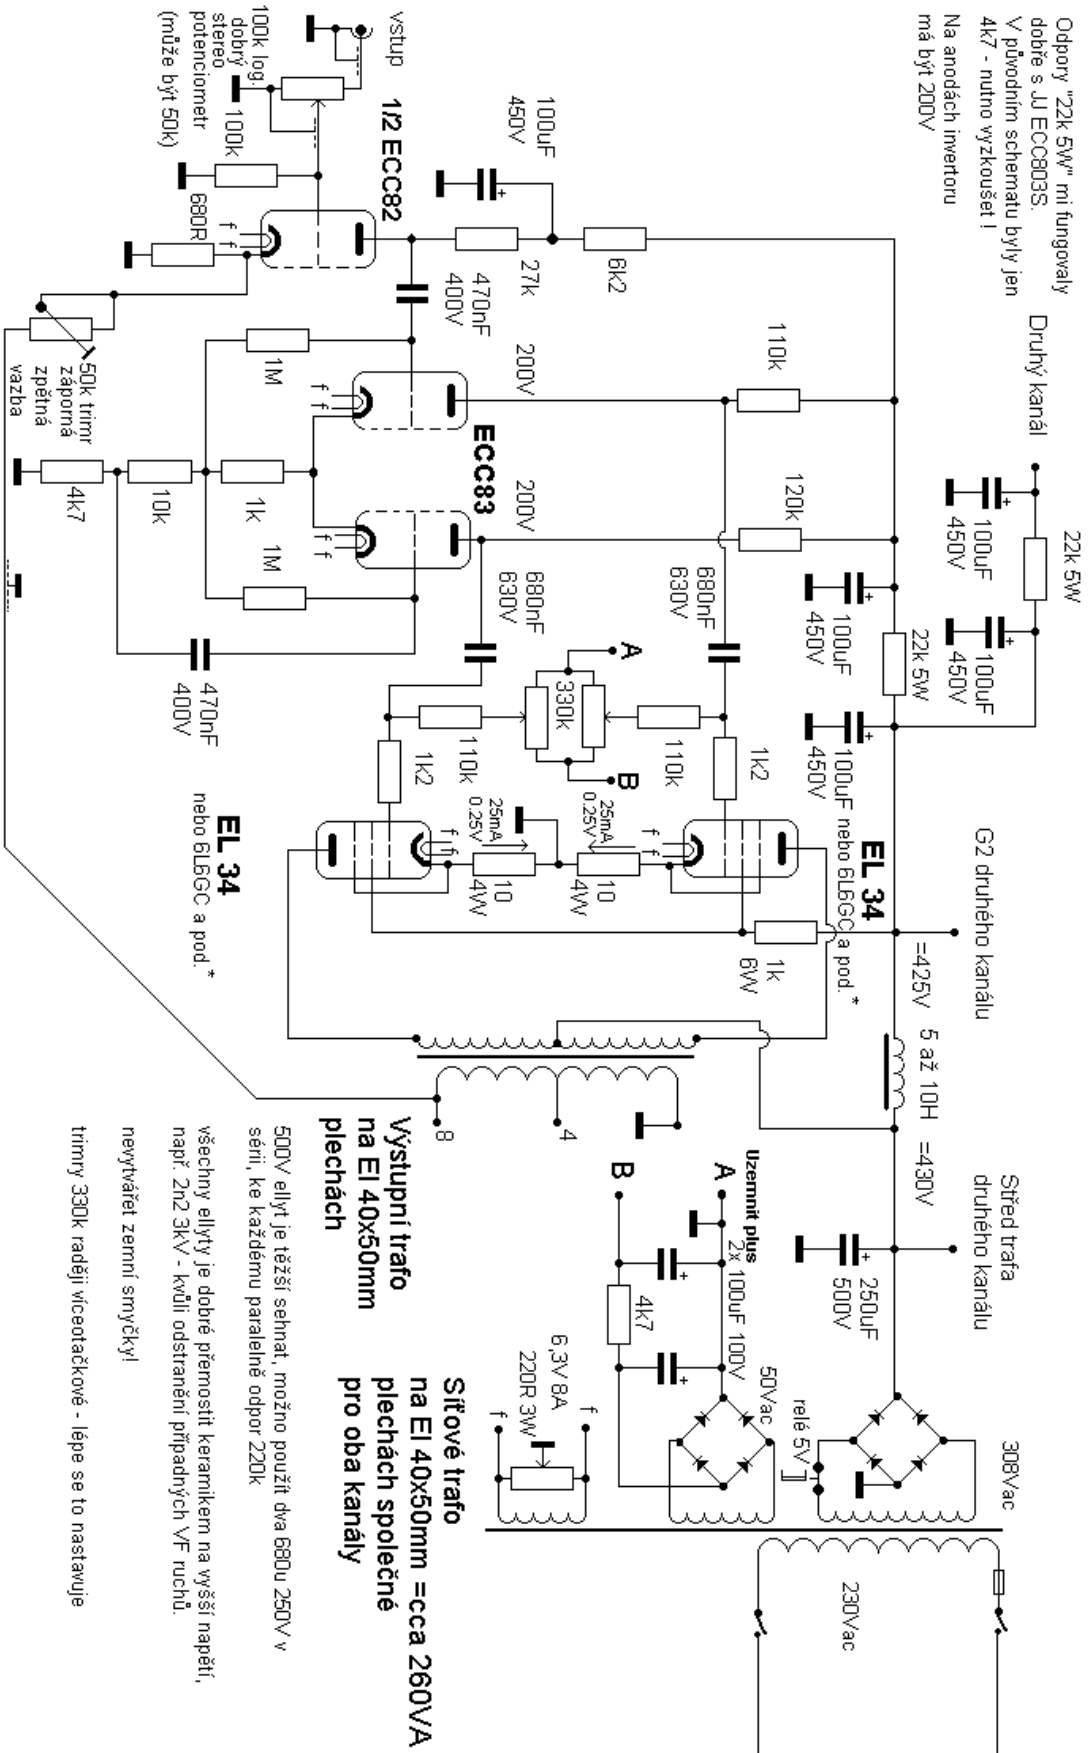 Odpory "22k 5W" mi fungovaly
dobře s JJ ECC803S.
V původním schematu byly jen
4k7 - nutno vyzkoušet !
Na anodách invertoru
má být 200V
Druhý kanál
22k 5W
100uF
450V
100uF
450V
G2 druhého kanálu
Střed trafa
druhého kanálu
308Vac
230Vac
22k 5W
100uF
450V
100uF
450V
=425V
5 až 10H
=430V
250uF
500V
relé 5V
vstup
100k log.
dobrý
stereo
potenciometr
(může být 50k)
100k
1/2 ECC82
680R
100uF
450V
6k2
27k
470nF
400V
110k
120k
200V
200V
ECC83
1M
1M
1k
10k
4k7
50k trimr
záporná
zpětná
vazba
f f
f f
f f
680nF
630V
680nF
630V
470nF
400V
A
B
330k
110k
110k
1k2
1k2
EL 34
nebo 6L6GC a pod. *
EL 34
nebo 6L6GC a pod. *
f f
f f
25mA
0.25V
25mA
0.25V
10
4W
10
4W
1k
6W
8
4
Výstupní trafo
na EI 40x50mm
plechách
Uzemnit plus
A
B
2x 100uF 100V
4k7
50Vac
6,3V 8A
220R 3W
f
f
Síťové trafo
na EI 40x50mm =cca 260VA
plechách společné
pro oba kanály
500V ellyt je těžší sehnat, možno použít dva 680u 250V v
sérii, ke každému paralelně odpor 220k
všechny ellyty je dobré přemostit keramikem na vyšší napětí,
např. 2n2 3kV - kvůli odstranění případných VF ruchů.
nevytvářet zemní smyčky!
trimry 330k raději víceotačkové - lépe se to nastavuje